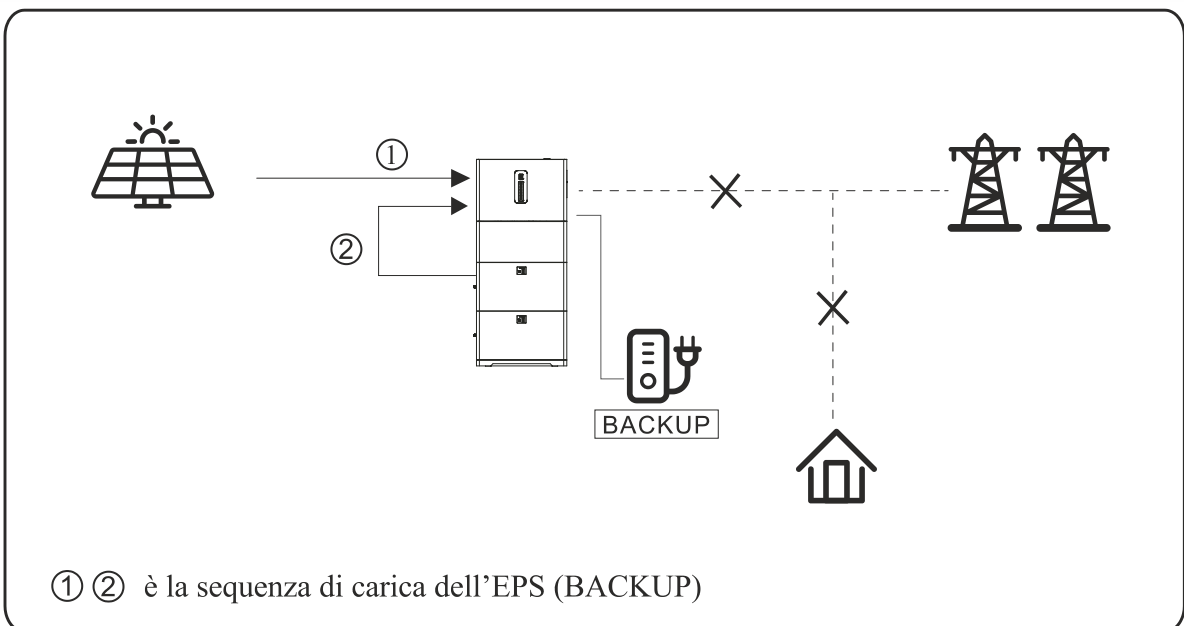 ①
②
BACKUP
① ② è la sequenza di carica dell’EPS (BACKUP)